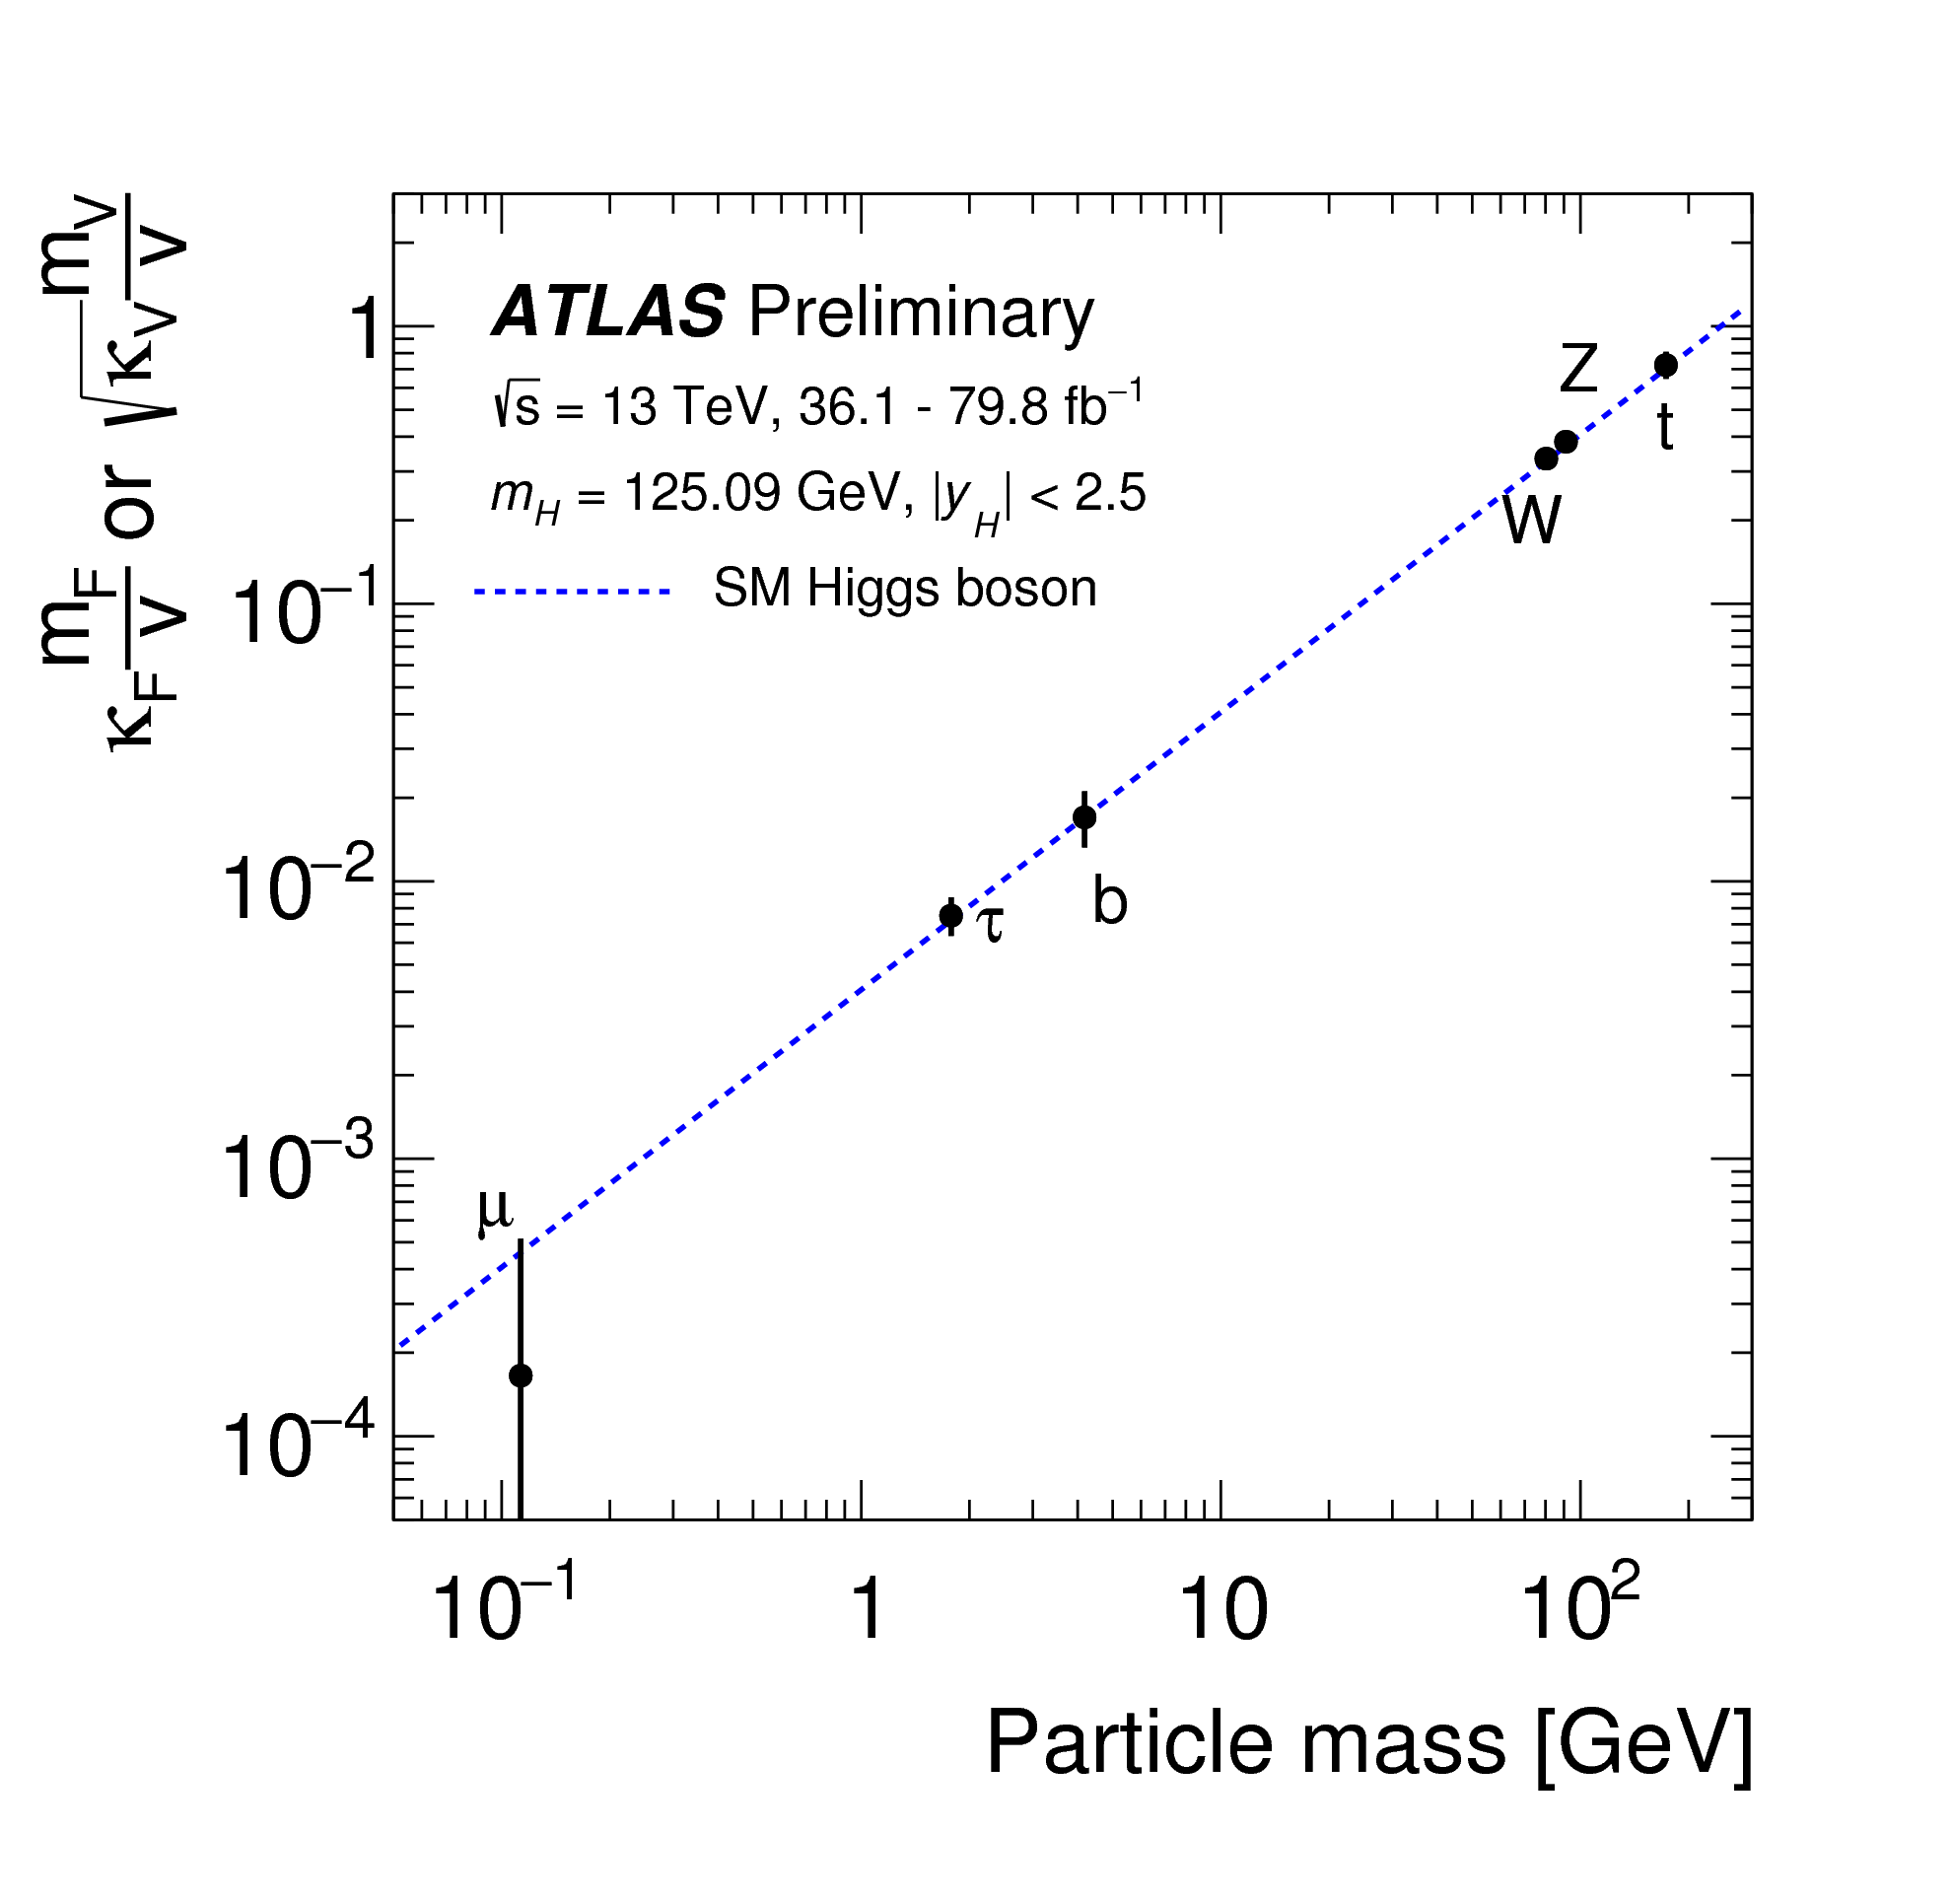 κ_F m_F/v or √κ_V m_V/v
ATLAS Preliminary
√s = 13 TeV, 36.1 - 79.8 fb⁻¹
m_H = 125.09 GeV, |y_H| < 2.5
SM Higgs boson
1
10⁻¹
10⁻²
10⁻³
10⁻⁴
Z
t
W
b
τ
μ
10⁻¹ 1 10 10²
Particle mass [GeV]